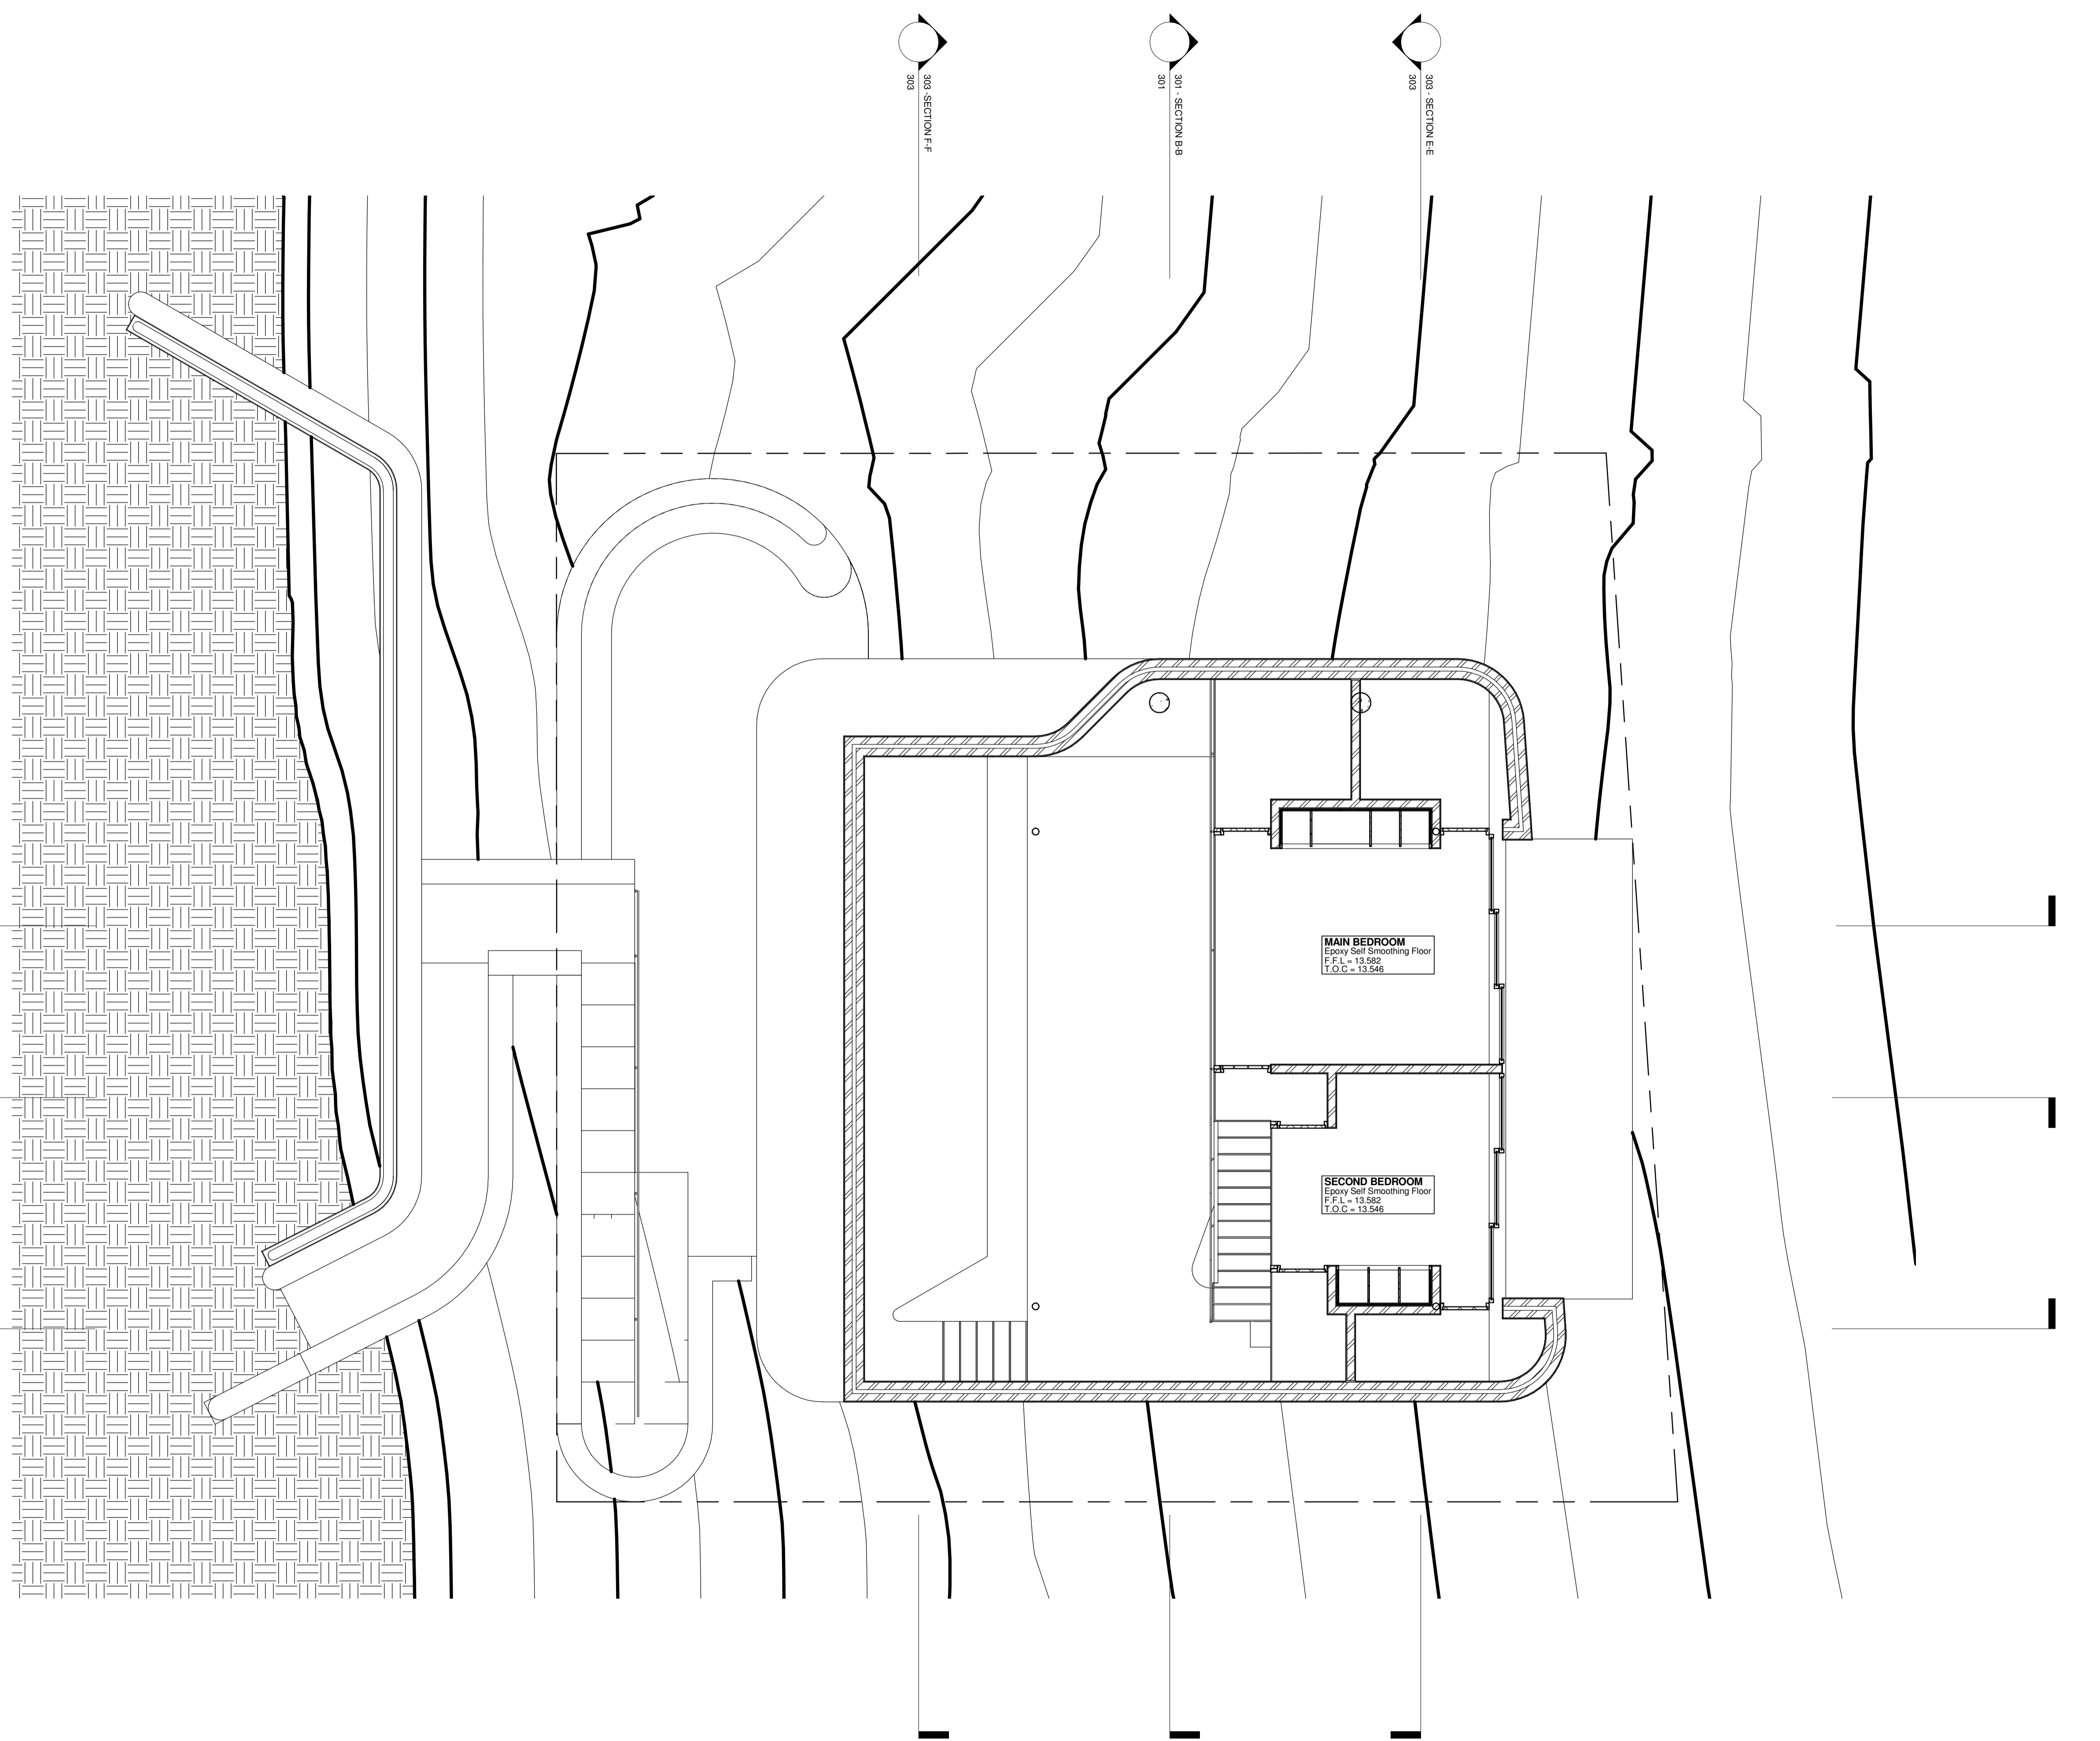 303 -SECTION F-F
303
301 - SECTION B-B
301
303 - SECTION E-E
303
MAIN BEDROOM
Epoxy Self Smoothing Floor
F.F.L = 13.582
T.O.C = 13.546
SECOND BEDROOM
Epoxy Self Smoothing Floor
F.F.L = 13.582
T.O.C = 13.546